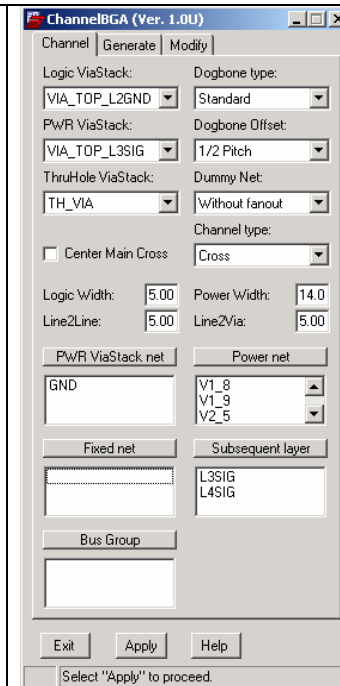 ChannelBGA (Ver. 1.0U)
Channel Generate Modify
Logic ViaStack: Dogbone type:
VIA_TOP_L2GND Standard
PWR ViaStack: Dogbone Offset:
VIA_TOP_L3SIG 1/2 Pitch
ThruHole ViaStack: Dummy Net:
TH_VIA Without fanout
Channel type:
Center Main Cross Cross
Logic Width: 5.00 Power Width: 14.0
Line2Line: 5.00 Line2Via: 5.00
PWR ViaStack net Power net
GND V1_8
V1_9
V2_5
Fixed net Subsequent layer
L3SIG
L4SIG
Bus Group
Exit Apply Help
Select "Apply" to proceed.